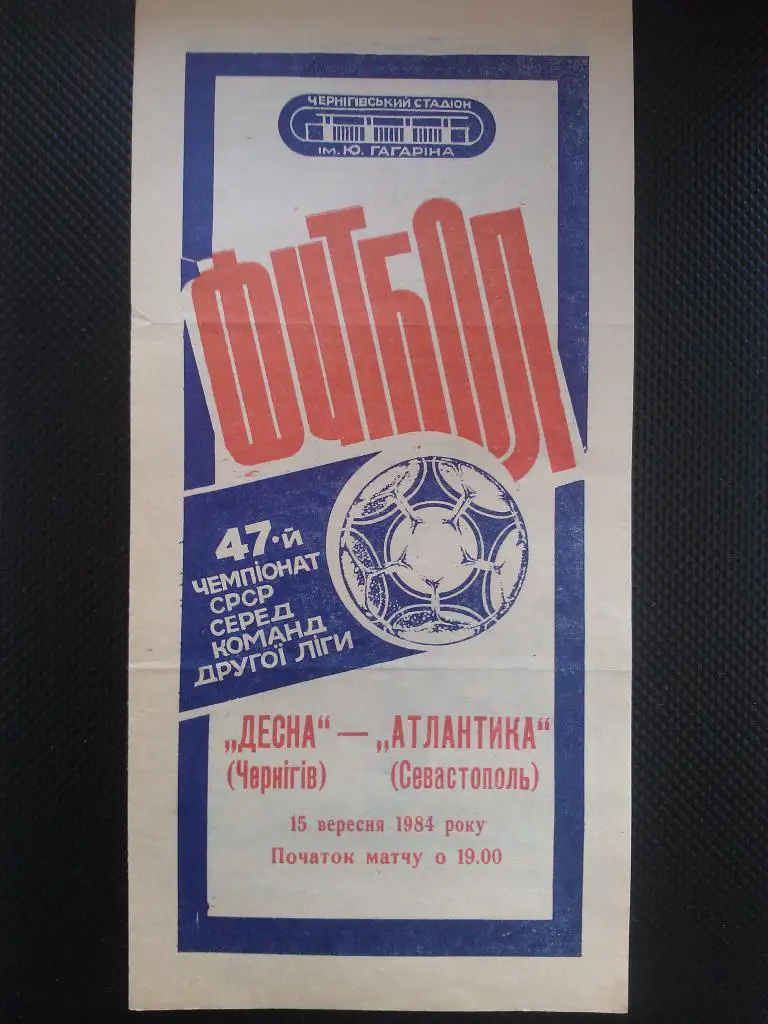 ЧЕРНІГІВСЬКИЙ СТАДІОН
ІМ. Ю. ГАГАРІНА
ФУТБОЛ
47-й
ЧЕМПІОНАТ
СРСР
СЕРЕД
КОМАНД
ДРУГОЇ ЛІГИ
„ДЕСНА“ — „АТЛАНТИКА“
(Чернігів) (Севастополь)
15 вересня 1984 року
Початок матчу о 19.00